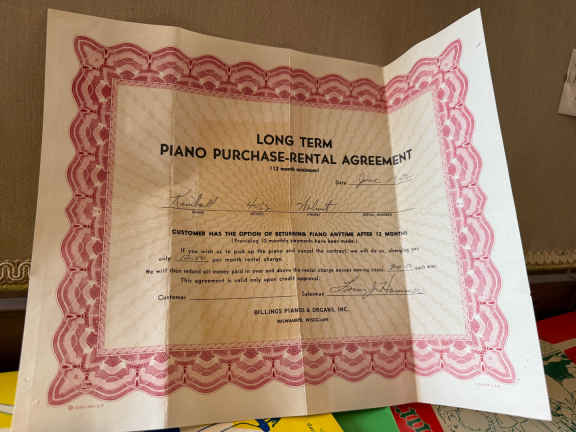 LONG TERM
PIANO PURCHASE-RENTAL AGREEMENT
(12 month minimum)
Date June
Kimball Walnut
CUSTOMER HAS THE OPTION OF RETURNING PIANO ANYTIME AFTER 12 MONTHS
(Providing 12 monthly payments have been made.)
If you wish us to pick up the piano and cancel the contract, we will do so, charging you
only per month rental charge.
We will then refund all money paid in over and above the rental charge except moving costs each way.
This agreement is valid only upon credit approval.
Customer Salesman
BILLINGS PIANOS & ORGANS, INC.
MILWAUKEE, WISCONSIN